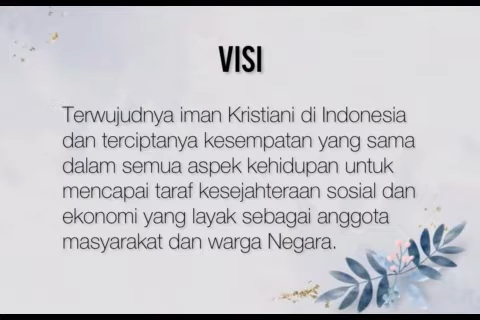 VISI
Terwujudnya iman Kristiani di Indonesia
dan terciptanya kesempatan yang sama
dalam semua aspek kehidupan untuk
mencapai taraf kesejahteraan sosial dan
ekonomi yang layak sebagai anggota
masyarakat dan warga Negara.